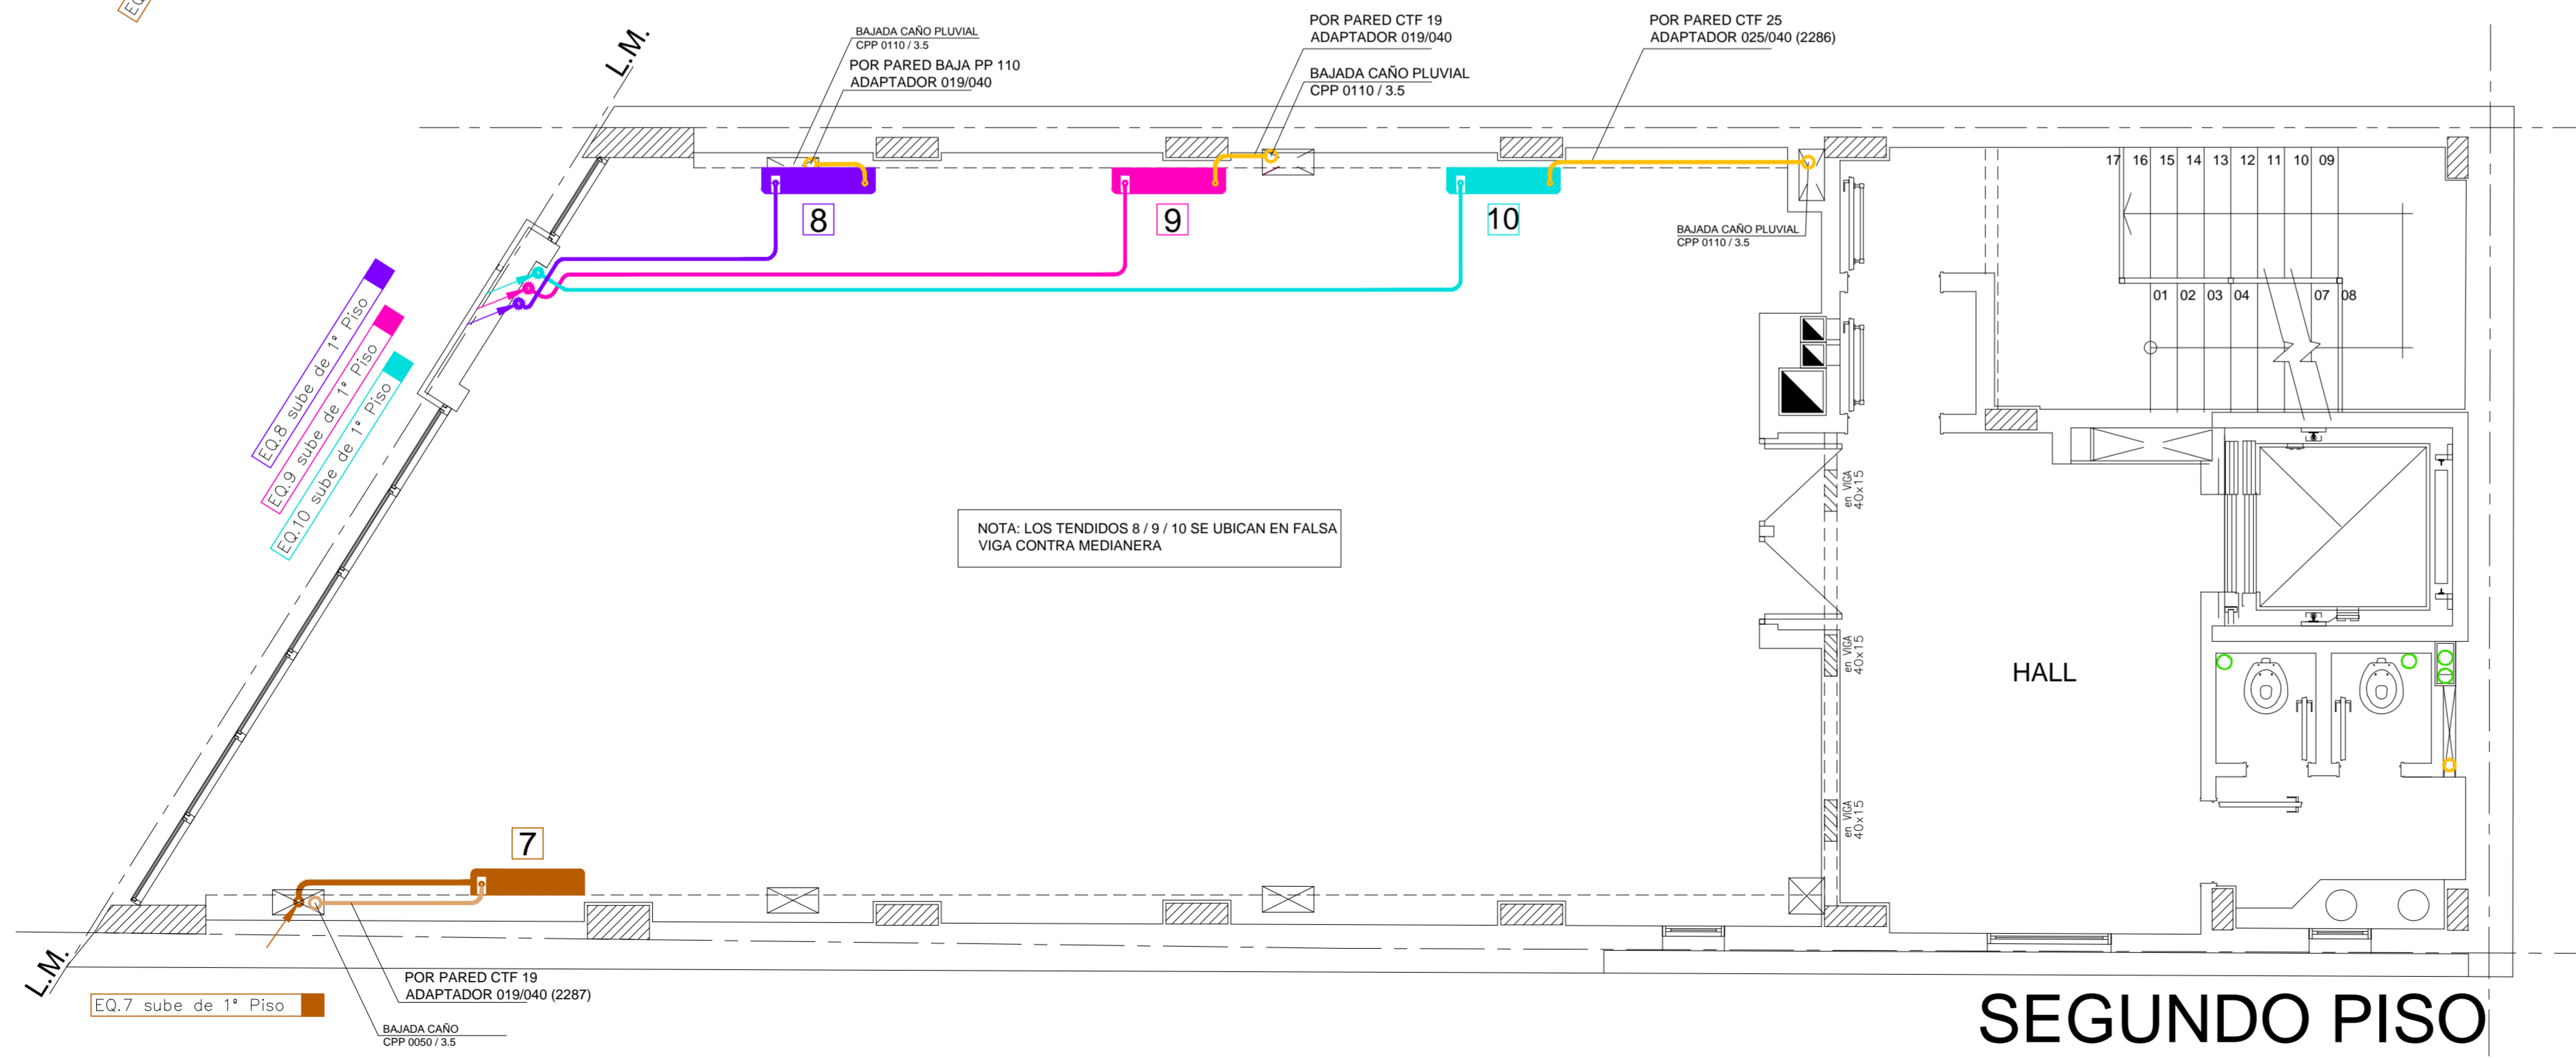 EQ.
L.M.
BAJADA CAÑO PLUVIAL
CPP 0110 / 3.5
POR PARED BAJA PP 110
ADAPTADOR 019/040
POR PARED CTF 19
ADAPTADOR 019/040
BAJADA CAÑO PLUVIAL
CPP 0110 / 3.5
POR PARED CTF 25
ADAPTADOR 025/040 (2286)
8
9
10
BAJADA CAÑO PLUVIAL
CPP 0110 / 3.5
17 16 15 14 13 12 11 10 09
01 02 03 04 07 08
EQ.8 sube de 1° Piso
EQ.9 sube de 1° Piso
EQ.10 sube de 1° Piso
NOTA: LOS TENDIDOS 8 / 9 / 10 SE UBICAN EN FALSA
VIGA CONTRA MEDIANERA
en VIGA
40x15
en VIGA
40x15
en VIGA
40x15
HALL
7
L.M.
POR PARED CTF 19
ADAPTADOR 019/040 (2287)
EQ.7 sube de 1° Piso
BAJADA CAÑO
CPP 0050 / 3.5
SEGUNDO PISO